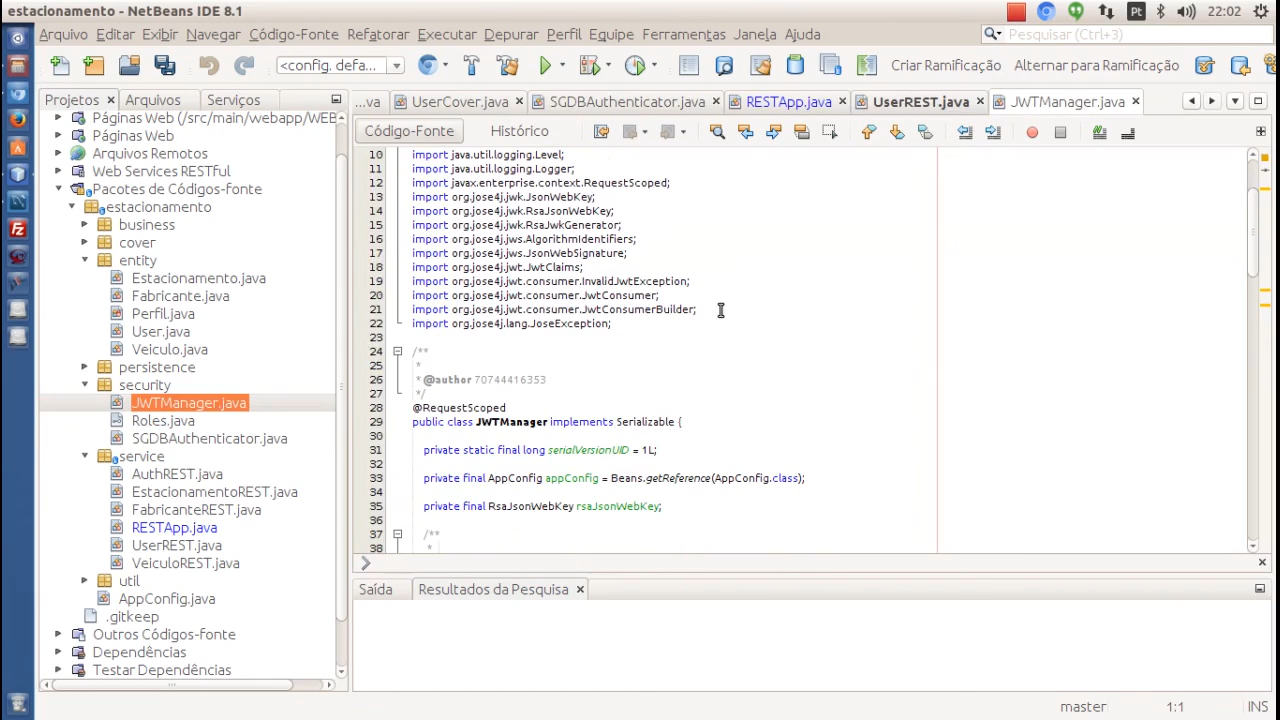 estacionamento - NetBeans IDE 8.1
Pt
22:02
Arquivo Editar Exibir Navegar Código-Fonte Refatorar Executar Depurar Perfil Equipe Ferramentas Janela Ajuda
Pesquisar (Ctrl+3)
<config. defa...
Criar Ramificação
Alternar para Ramificação
Projetos
Arquivos
Serviços
...va
UserCover.java
SGDBAuthenticator.java
RESTApp.java
UserREST.java
JWTManager.java
Código-Fonte
Histórico
Páginas Web (/src/main/webapp/WEB
Páginas Web
Arquivos Remotos
Web Services RESTful
Pacotes de Códigos-fonte
estacionamento
business
cover
entity
Estacionamento.java
Fabricante.java
Perfil.java
User.java
Veiculo.java
persistence
security
JWTManager.java
Roles.java
SGDBAuthenticator.java
service
AuthREST.java
EstacionamentoREST.java
FabricanteREST.java
RESTApp.java
UserREST.java
VeiculoREST.java
util
AppConfig.java
.gitkeep
Outros Códigos-fonte
Dependências
Testar Dependências
10 import java.util.logging.Level;
11 import java.util.logging.Logger;
12 import javax.enterprise.context.RequestScoped;
13 import org.jose4j.jwk.JsonWebKey;
14 import org.jose4j.jwk.RsaJsonWebKey;
15 import org.jose4j.jwk.RsaJwkGenerator;
16 import org.jose4j.jws.AlgorithmIdentifiers;
17 import org.jose4j.jws.JsonWebSignature;
18 import org.jose4j.jwt.JwtClaims;
19 import org.jose4j.jwt.consumer.InvalidJwtException;
20 import org.jose4j.jwt.consumer.JwtConsumer;
21 import org.jose4j.jwt.consumer.JwtConsumerBuilder;
22 import org.jose4j.lang.JoseException;
23
24 /**
25 *
26 * @author 70744416353
27 */
28 @RequestScoped
29 public class JWTManager implements Serializable {
30
31 private static final long serialVersionUID = 1L;
32
33 private final AppConfig appConfig = Beans.getReference(AppConfig.class);
34
35 private final RsaJsonWebKey rsaJsonWebKey;
36
37 /**
38 *
Saída
Resultados da Pesquisa
master
1:1
INS